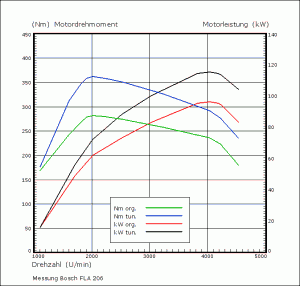 (Nm) Motordrehmoment Motorleistung (kW)
450 140
400 120
350
300 100
250 80
200 60
150
100 40
50 20
0 0
Nm org.
Nm tun.
kW org.
kW tun.
1000 2000 3000 4000 5000
Drehzahl (U/min)
Messung Bosch FLA 206